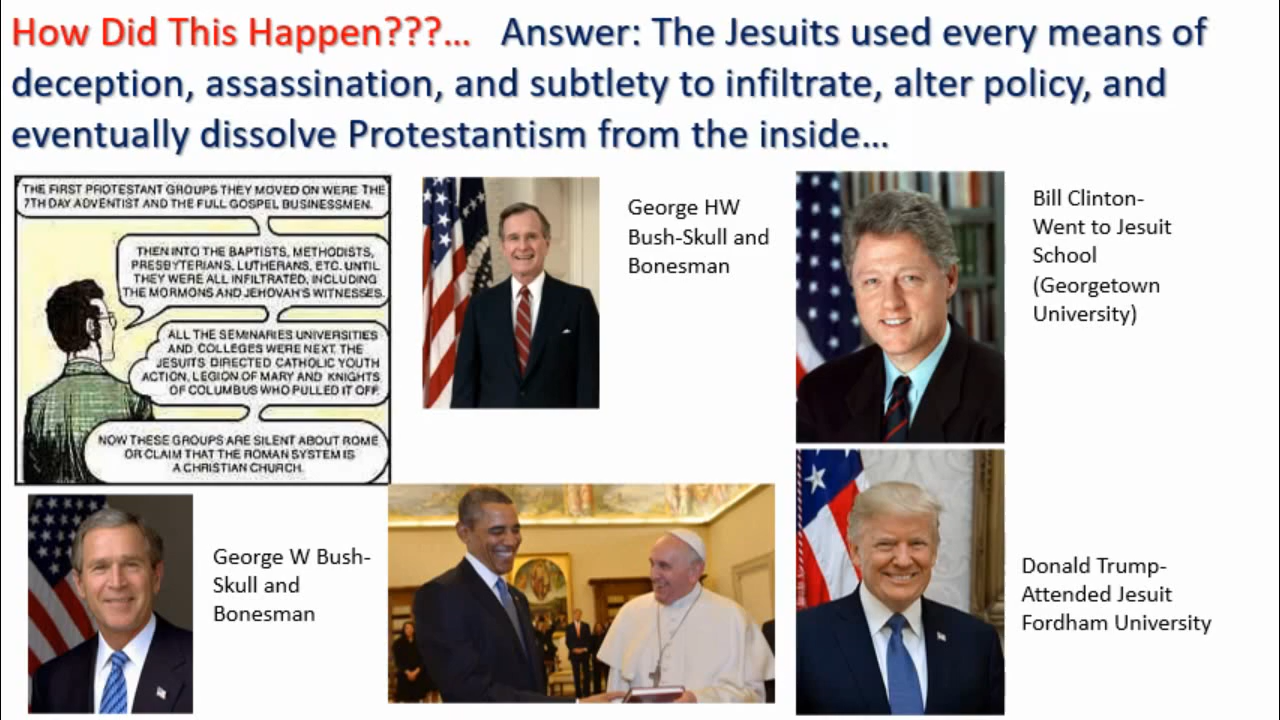 How Did This Happen???... Answer: The Jesuits used every means of
deception, assassination, and subtlety to infiltrate, alter policy, and
eventually dissolve Protestantism from the inside...
THE FIRST PROTESTANT GROUPS THEY MOVED ON WERE THE
7TH DAY ADVENTIST AND THE FULL GOSPEL BUSINESSMEN.
THEN INTO THE BAPTISTS, METHODISTS,
PRESBYTERIANS, LUTHERANS, ETC. UNTIL
THEY WERE ALL INFILTRATED, INCLUDING
THE MORMONS AND JEHOVAH'S WITNESSES.
ALL THE SEMINARIES UNIVERSITIES
AND COLLEGES WERE NEXT. THE
JESUITS DIRECTED CATHOLIC YOUTH
ACTION, LEGION OF MARY AND KNIGHTS
OF COLUMBUS WHO PULLED IT OFF.
NOW THESE GROUPS ARE SILENT ABOUT ROME
OR CLAIM THAT THE ROMAN SYSTEM IS
A CHRISTIAN CHURCH.
George HW
Bush-Skull and
Bonesman
Bill Clinton-
Went to Jesuit
School
(Georgetown
University)
George W Bush-
Skull and
Bonesman
Donald Trump-
Attended Jesuit
Fordham University